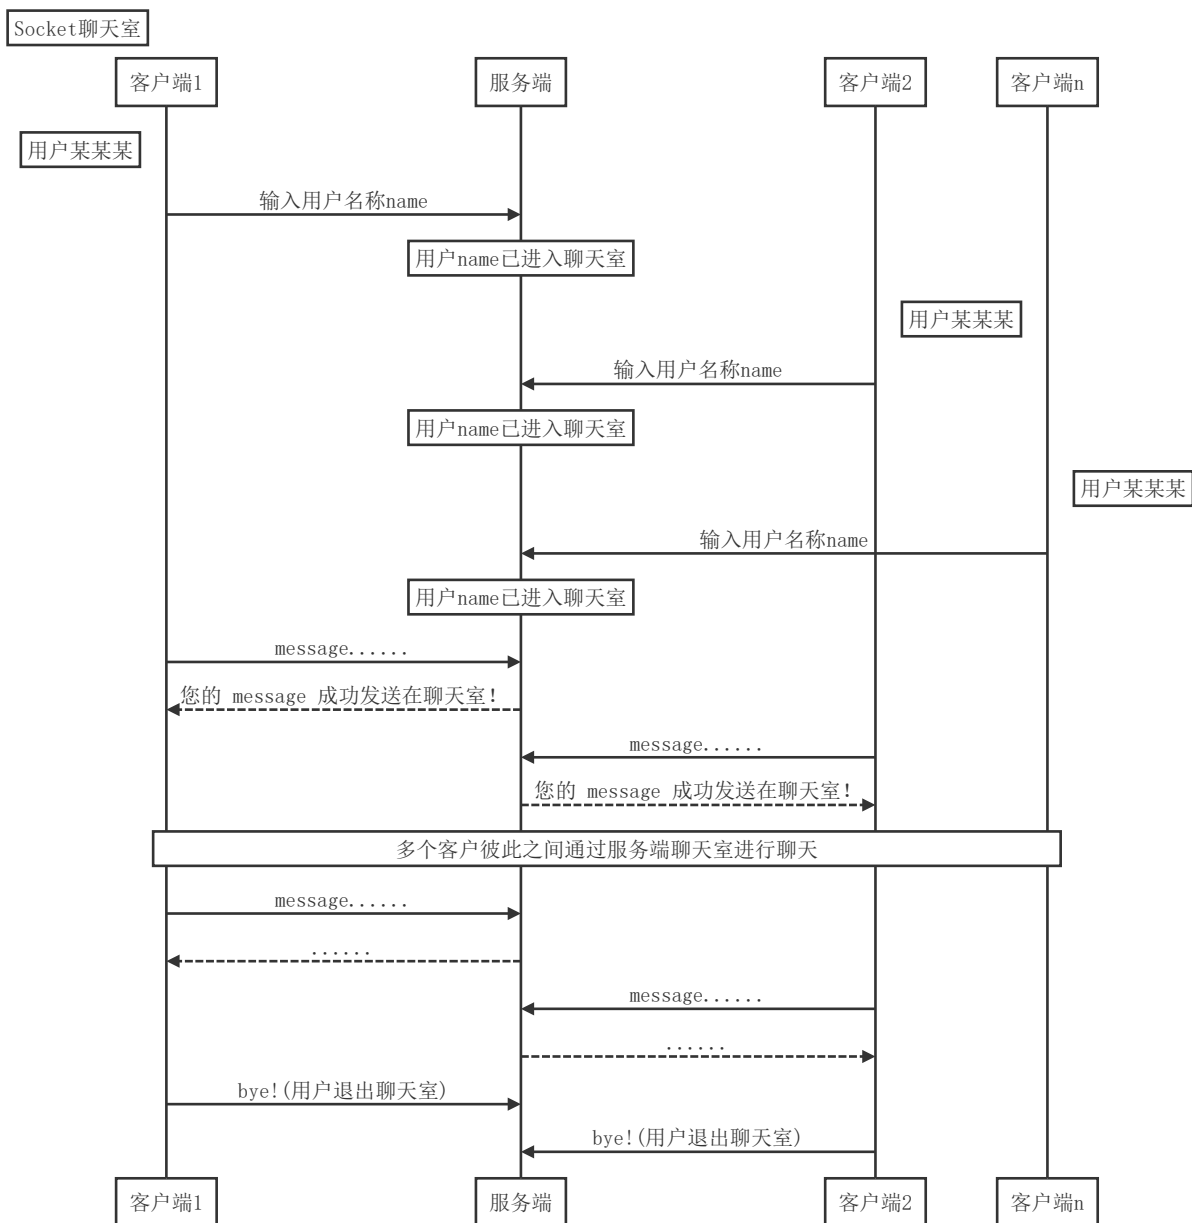 Socket聊天室
客户端1
服务端
客户端2
客户端n
用户某某某
输入用户名称name
用户name已进入聊天室
用户某某某
输入用户名称name
用户name已进入聊天室
用户某某某
输入用户名称name
用户name已进入聊天室
message......
您的 message 成功发送在聊天室!
message......
您的 message 成功发送在聊天室!
多个客户彼此之间通过服务端聊天室进行聊天
message......
......
message......
......
bye!(用户退出聊天室)
bye!(用户退出聊天室)
客户端1
服务端
客户端2
客户端n